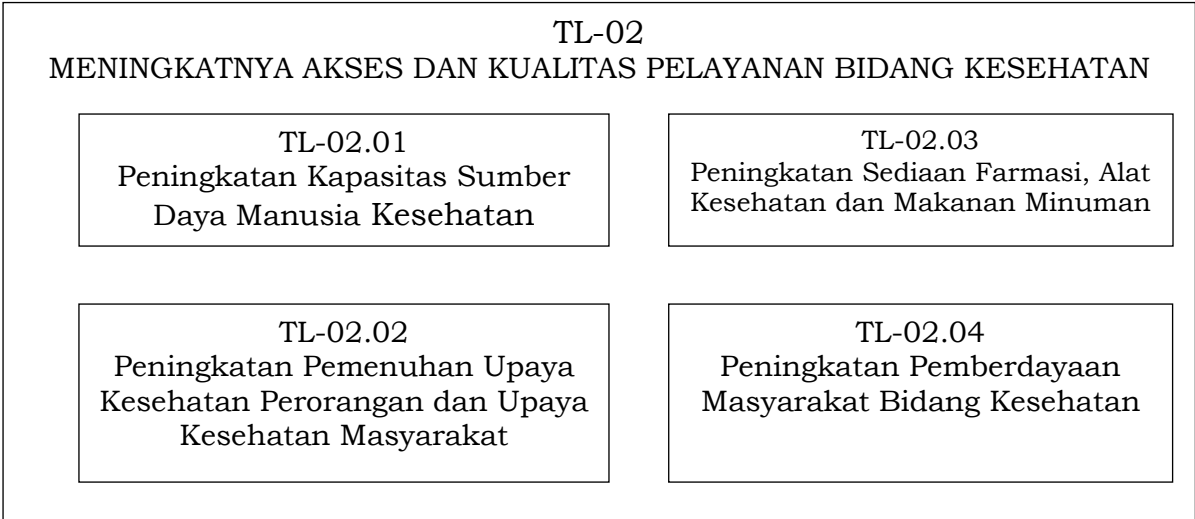 TL-02
MENINGKATNYA AKSES DAN KUALITAS PELAYANAN BIDANG KESEHATAN
TL-02.01
Peningkatan Kapasitas Sumber
Daya Manusia Kesehatan
TL-02.03
Peningkatan Sediaan Farmasi, Alat
Kesehatan dan Makanan Minuman
TL-02.02
Peningkatan Pemenuhan Upaya
Kesehatan Perorangan dan Upaya
Kesehatan Masyarakat
TL-02.04
Peningkatan Pemberdayaan
Masyarakat Bidang Kesehatan